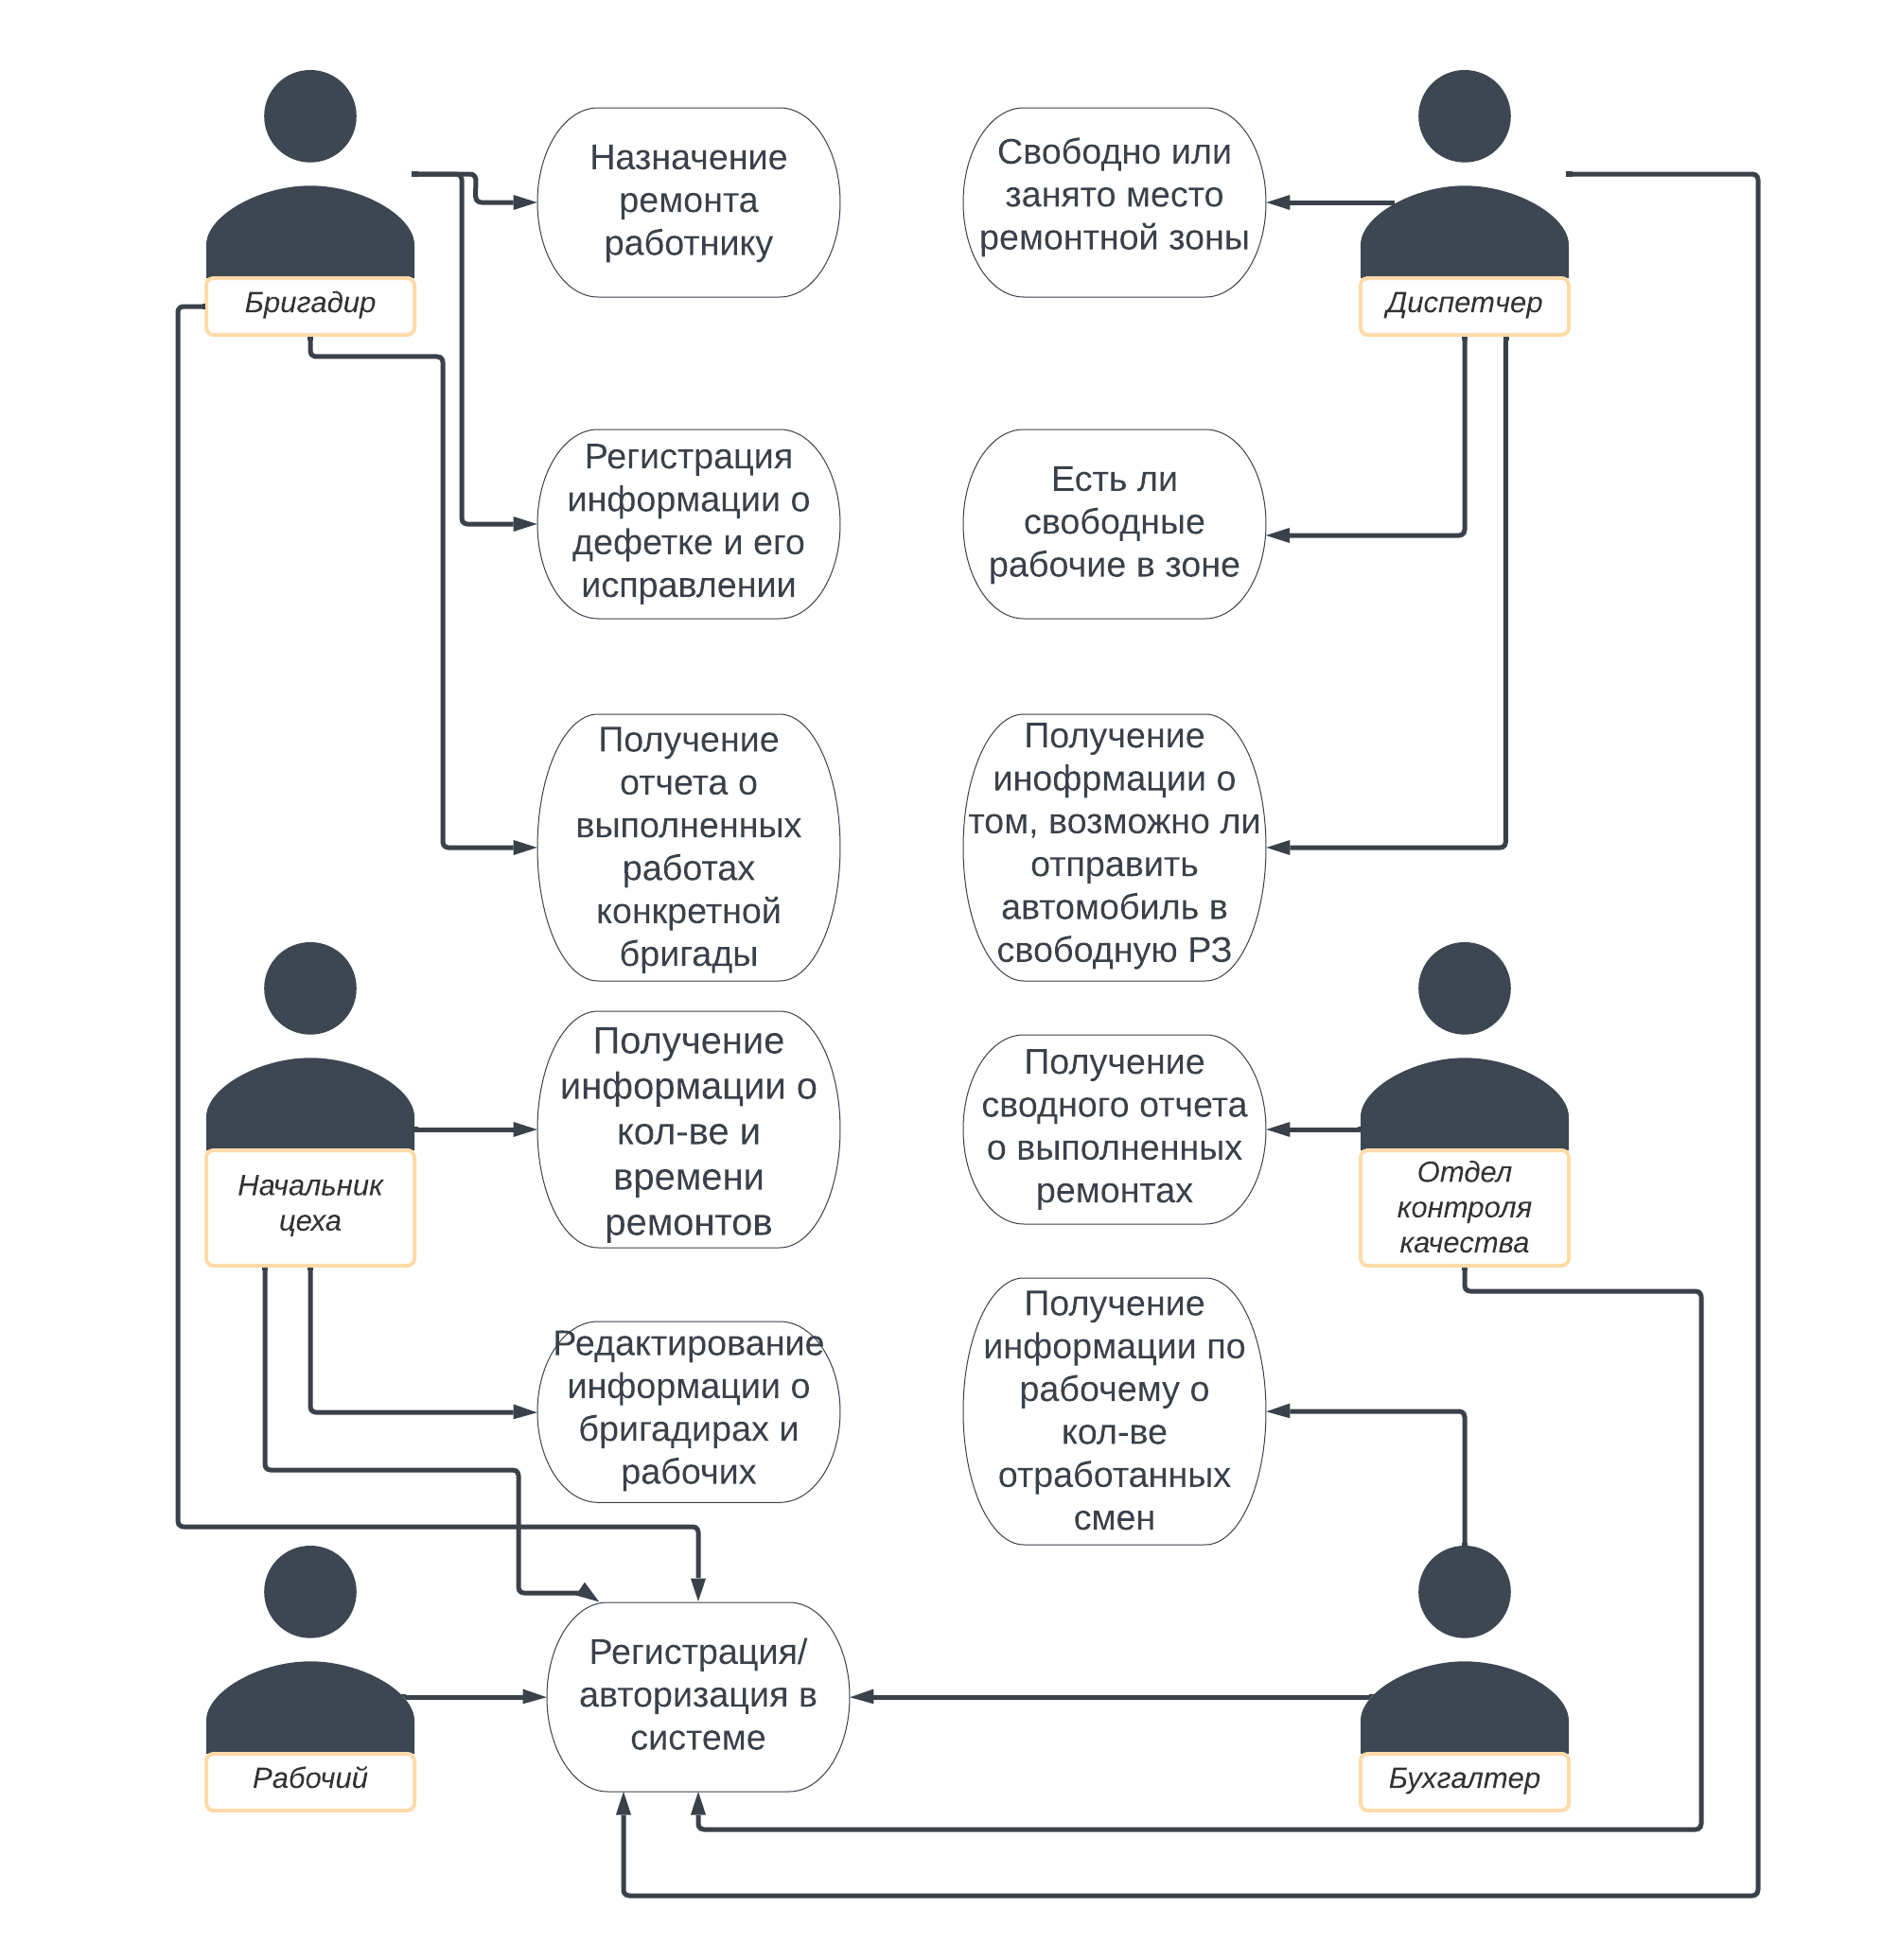 Назначение
ремонта
работнику
Свободно или
занято место
ремонтной зоны
Бригадир
Диспетчер
Регистрация
информации о
дефетке и его
исправлении
Есть ли
свободные
рабочие в зоне
Получение
отчета о
выполненных
работах
конкретной
бригады
Получение
инофрмации о
том, возможно ли
отправить
автомобиль в
свободную РЗ
Начальник
цеха
Получение
информации о
кол-ве и
времени
ремонтов
Получение
сводного отчета
о выполненных
ремонтах
Отдел
контроля
качества
Редактирование
информации о
бригадирах и
рабочих
Получение
информации по
рабочему о
кол-ве
отработанных
смен
Рабочий
Регистрация/
авторизация в
системе
Бухгалтер